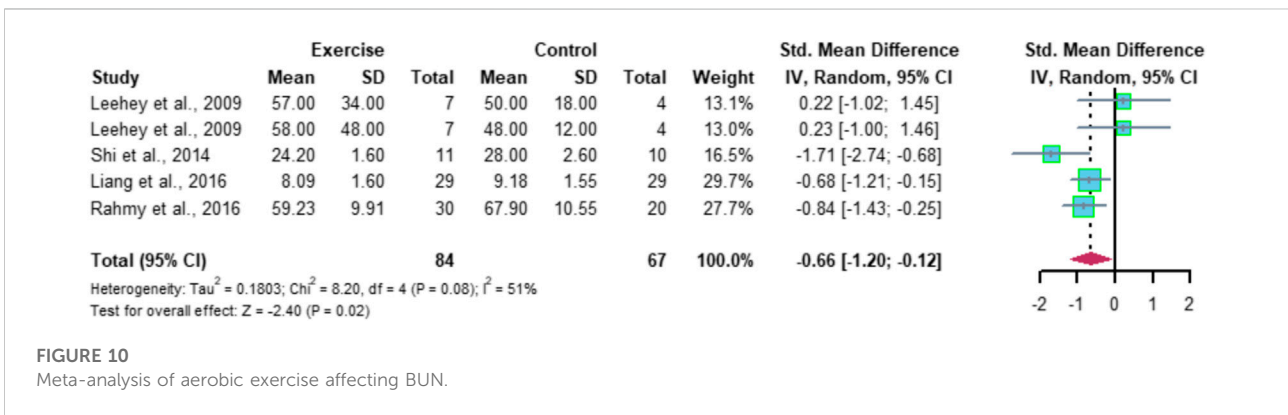 Exercise Control Std. Mean Difference Std. Mean Difference
Study Mean SD Total Mean SD Total Weight IV, Random, 95% CI IV, Random, 95% CI
Leehey et al., 2009 57.00 34.00 7 50.00 18.00 4 13.1% 0.22 [-1.02; 1.45]
Leehey et al., 2009 58.00 48.00 7 48.00 12.00 4 13.0% 0.23 [-1.00; 1.46]
Shi et al., 2014 24.20 1.60 11 28.00 2.60 10 16.5% -1.71 [-2.74; -0.68]
Liang et al., 2016 8.09 1.60 29 9.18 1.55 29 29.7% -0.68 [-1.21; -0.15]
Rahmy et al., 2016 59.23 9.91 30 67.90 10.55 20 27.7% -0.84 [-1.43; -0.25]
Total (95% CI) 84 67 100.0% -0.66 [-1.20; -0.12]
Heterogeneity: Tau² = 0.1803; Chi² = 8.20, df = 4 (P = 0.08); I² = 51%
Test for overall effect: Z = -2.40 (P = 0.02)
-2 -1 0 1 2
FIGURE 10
Meta-analysis of aerobic exercise affecting BUN.